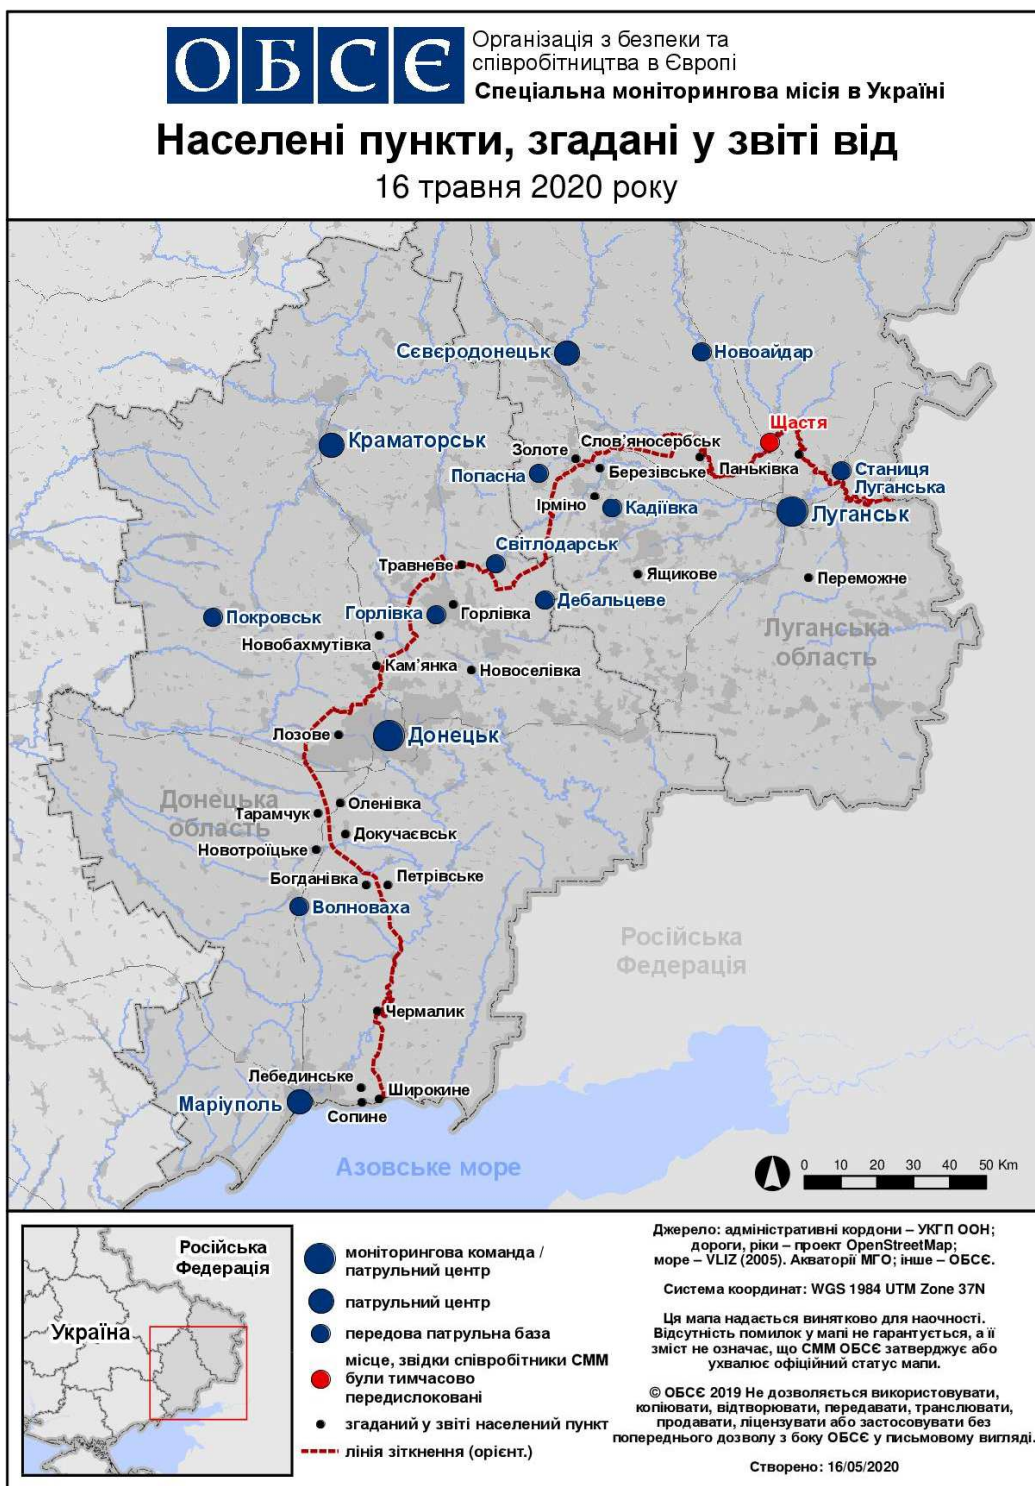 ОБСЄ
Організація з безпеки та
співробітництва в Європі
Спеціальна моніторингова місія в Україні
Населені пункти, згадані у звіті від
16 травня 2020 року
Сєвєродонецьк
Новоайдар
Щастя
Краматорськ
Слов’яносербськ
Золоте
Попасна
Березівське
Паньківка
Станиця
Луганська
Ірміно
Кадіївка
Луганськ
Світлодарськ
Травневе
Ящикове
Переможне
Дебальцеве
Покровськ
Горлівка
Горлівка
Луганська
область
Новобахмутівка
Кам’янка
Новоселівка
Лозове
Донецьк
Донецька
область
Оленівка
Тарамчук
Докучаєвськ
Новотроїцьке
Богданівка
Петрівське
Волноваха
Російська
Федерація
Чермалик
Лебединське
Широкине
Маріуполь
Сопине
Азовське море
0 10 20 30 40 50 Km
Російська
Федерація
Україна
моніторингова команда /
патрульний центр
патрульний центр
передова патрульна база
місце, звідки співробітники СММ
були тимчасово
передислоковані
згаданий у звіті населений пункт
лінія зіткнення (орієнт.)
Джерело: адміністративні кордони – УКГП ООН;
дороги, ріки – проект OpenStreetMap;
море – VLIZ (2005). Акваторії МГО; інше – ОБСЄ.
Система координат: WGS 1984 UTM Zone 37N
Ця мапа надається винятково для наочності.
Відсутність помилок у мапі не гарантується, а її
зміст не означає, що СММ ОБСЄ затверджує або
ухвалює офіційний статус мапи.
© ОБСЄ 2019 Не дозволяється використовувати,
копіювати, відтворювати, передавати, транслювати,
продавати, ліцензувати або застосовувати без
попереднього дозволу з боку ОБСЄ у письмовому вигляді.
Створено: 16/05/2020